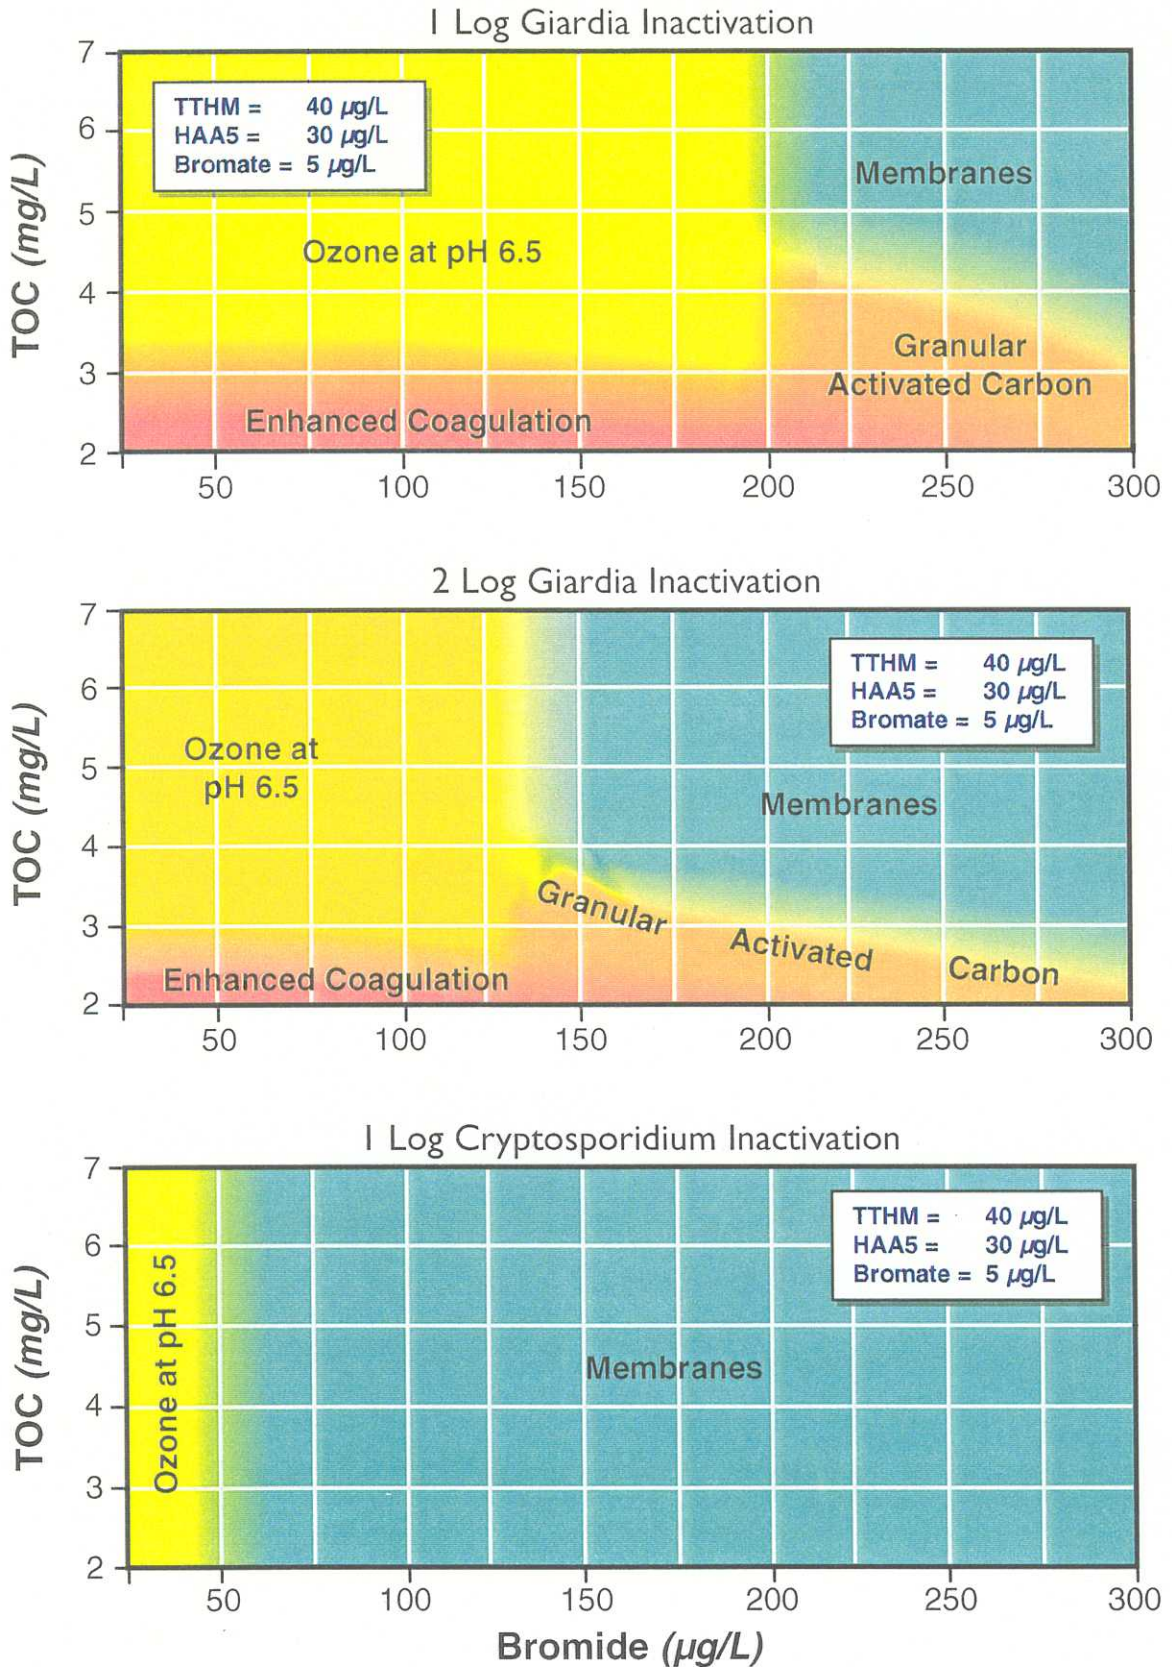 1 Log Giardia Inactivation
7
6
5
4
3
2
TOC (mg/L)
TTHM = 40 µg/L
HAA5 = 30 µg/L
Bromate = 5 µg/L
Membranes
Ozone at pH 6.5
Granular
Activated Carbon
Enhanced Coagulation
50 100 150 200 250 300
2 Log Giardia Inactivation
7
6
5
4
3
2
TOC (mg/L)
TTHM = 40 µg/L
HAA5 = 30 µg/L
Bromate = 5 µg/L
Ozone at
pH 6.5
Membranes
Granular Activated Carbon
Enhanced Coagulation
50 100 150 200 250 300
1 Log Cryptosporidium Inactivation
7
6
5
4
3
2
TOC (mg/L)
TTHM = 40 µg/L
HAA5 = 30 µg/L
Bromate = 5 µg/L
Ozone at pH 6.5
Membranes
50 100 150 200 250 300
Bromide (µg/L)